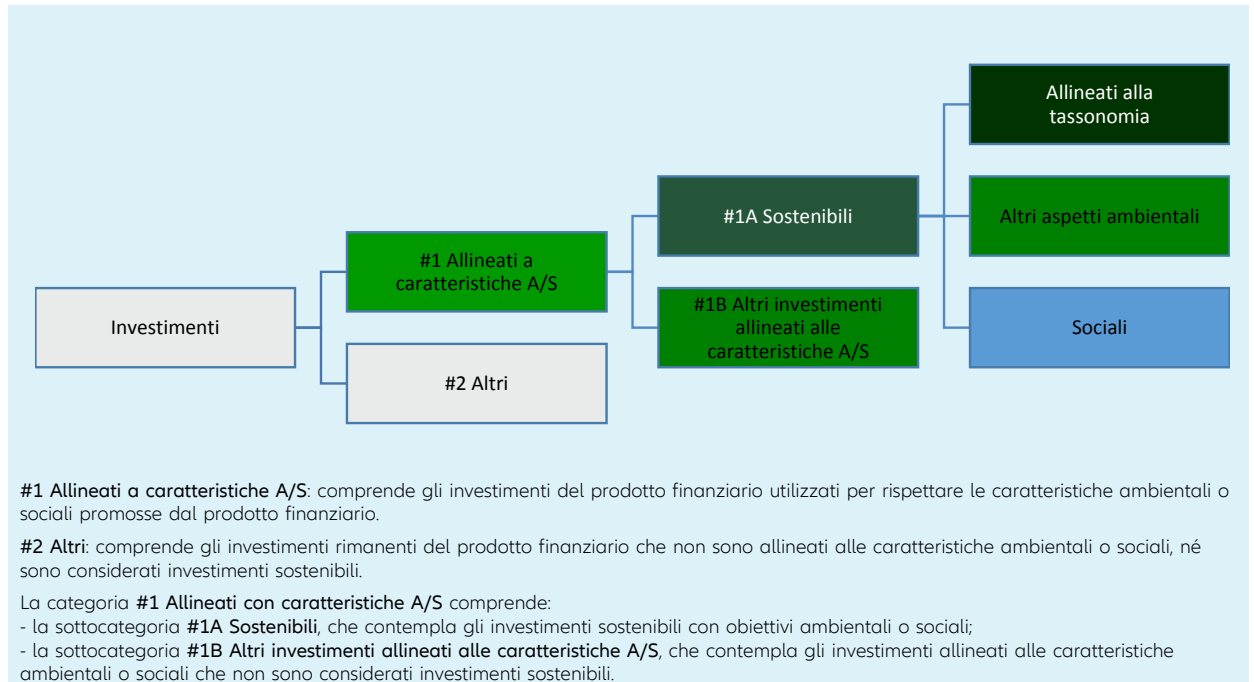 Allineati alla
tassonomia
#1A Sostenibili
Altri aspetti ambientali
#1 Allineati a
caratteristiche A/S
#1B Altri investimenti
allineati alle
caratteristiche A/S
Investimenti
Sociali
#2 Altri
#1 Allineati a caratteristiche A/S: comprende gli investimenti del prodotto finanziario utilizzati per rispettare le caratteristiche ambientali o
sociali promosse dal prodotto finanziario.
#2 Altri: comprende gli investimenti rimanenti del prodotto finanziario che non sono allineati alle caratteristiche ambientali o sociali, né
sono considerati investimenti sostenibili.
La categoria #1 Allineati con caratteristiche A/S comprende:
- la sottocategoria #1A Sostenibili, che contempla gli investimenti sostenibili con obiettivi ambientali o sociali;
- la sottocategoria #1B Altri investimenti allineati alle caratteristiche A/S, che contempla gli investimenti allineati alle caratteristiche
ambientali o sociali che non sono considerati investimenti sostenibili.